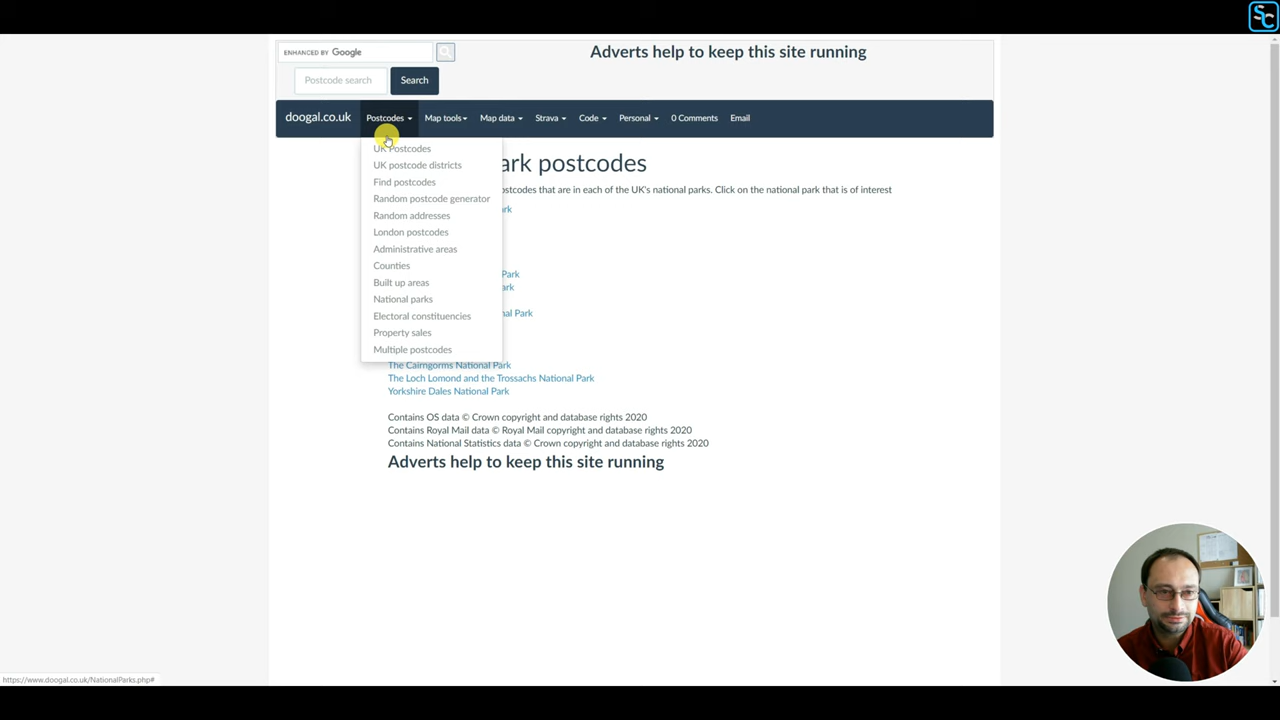 SC
ENHANCED BY Google
Adverts help to keep this site running
Postcode search Search
doogal.co.uk Postcodes Map tools Map data Strava Code Personal 0 Comments Email
UK Postcodes
UK postcode districts
Find postcodes
Random postcode generator
Random addresses
London postcodes
Administrative areas
Counties
Built up areas
National parks
Electoral constituencies
Property sales
Multiple postcodes
ark postcodes
ostcodes that are in each of the UK's national parks. Click on the national park that is of interest
rk
Park
ark
nal Park
The Cairngorms National Park
The Loch Lomond and the Trossachs National Park
Yorkshire Dales National Park
Contains OS data © Crown copyright and database rights 2020
Contains Royal Mail data © Royal Mail copyright and database rights 2020
Contains National Statistics data © Crown copyright and database rights 2020
Adverts help to keep this site running
https://www.doogal.co.uk/NationalParks.php#